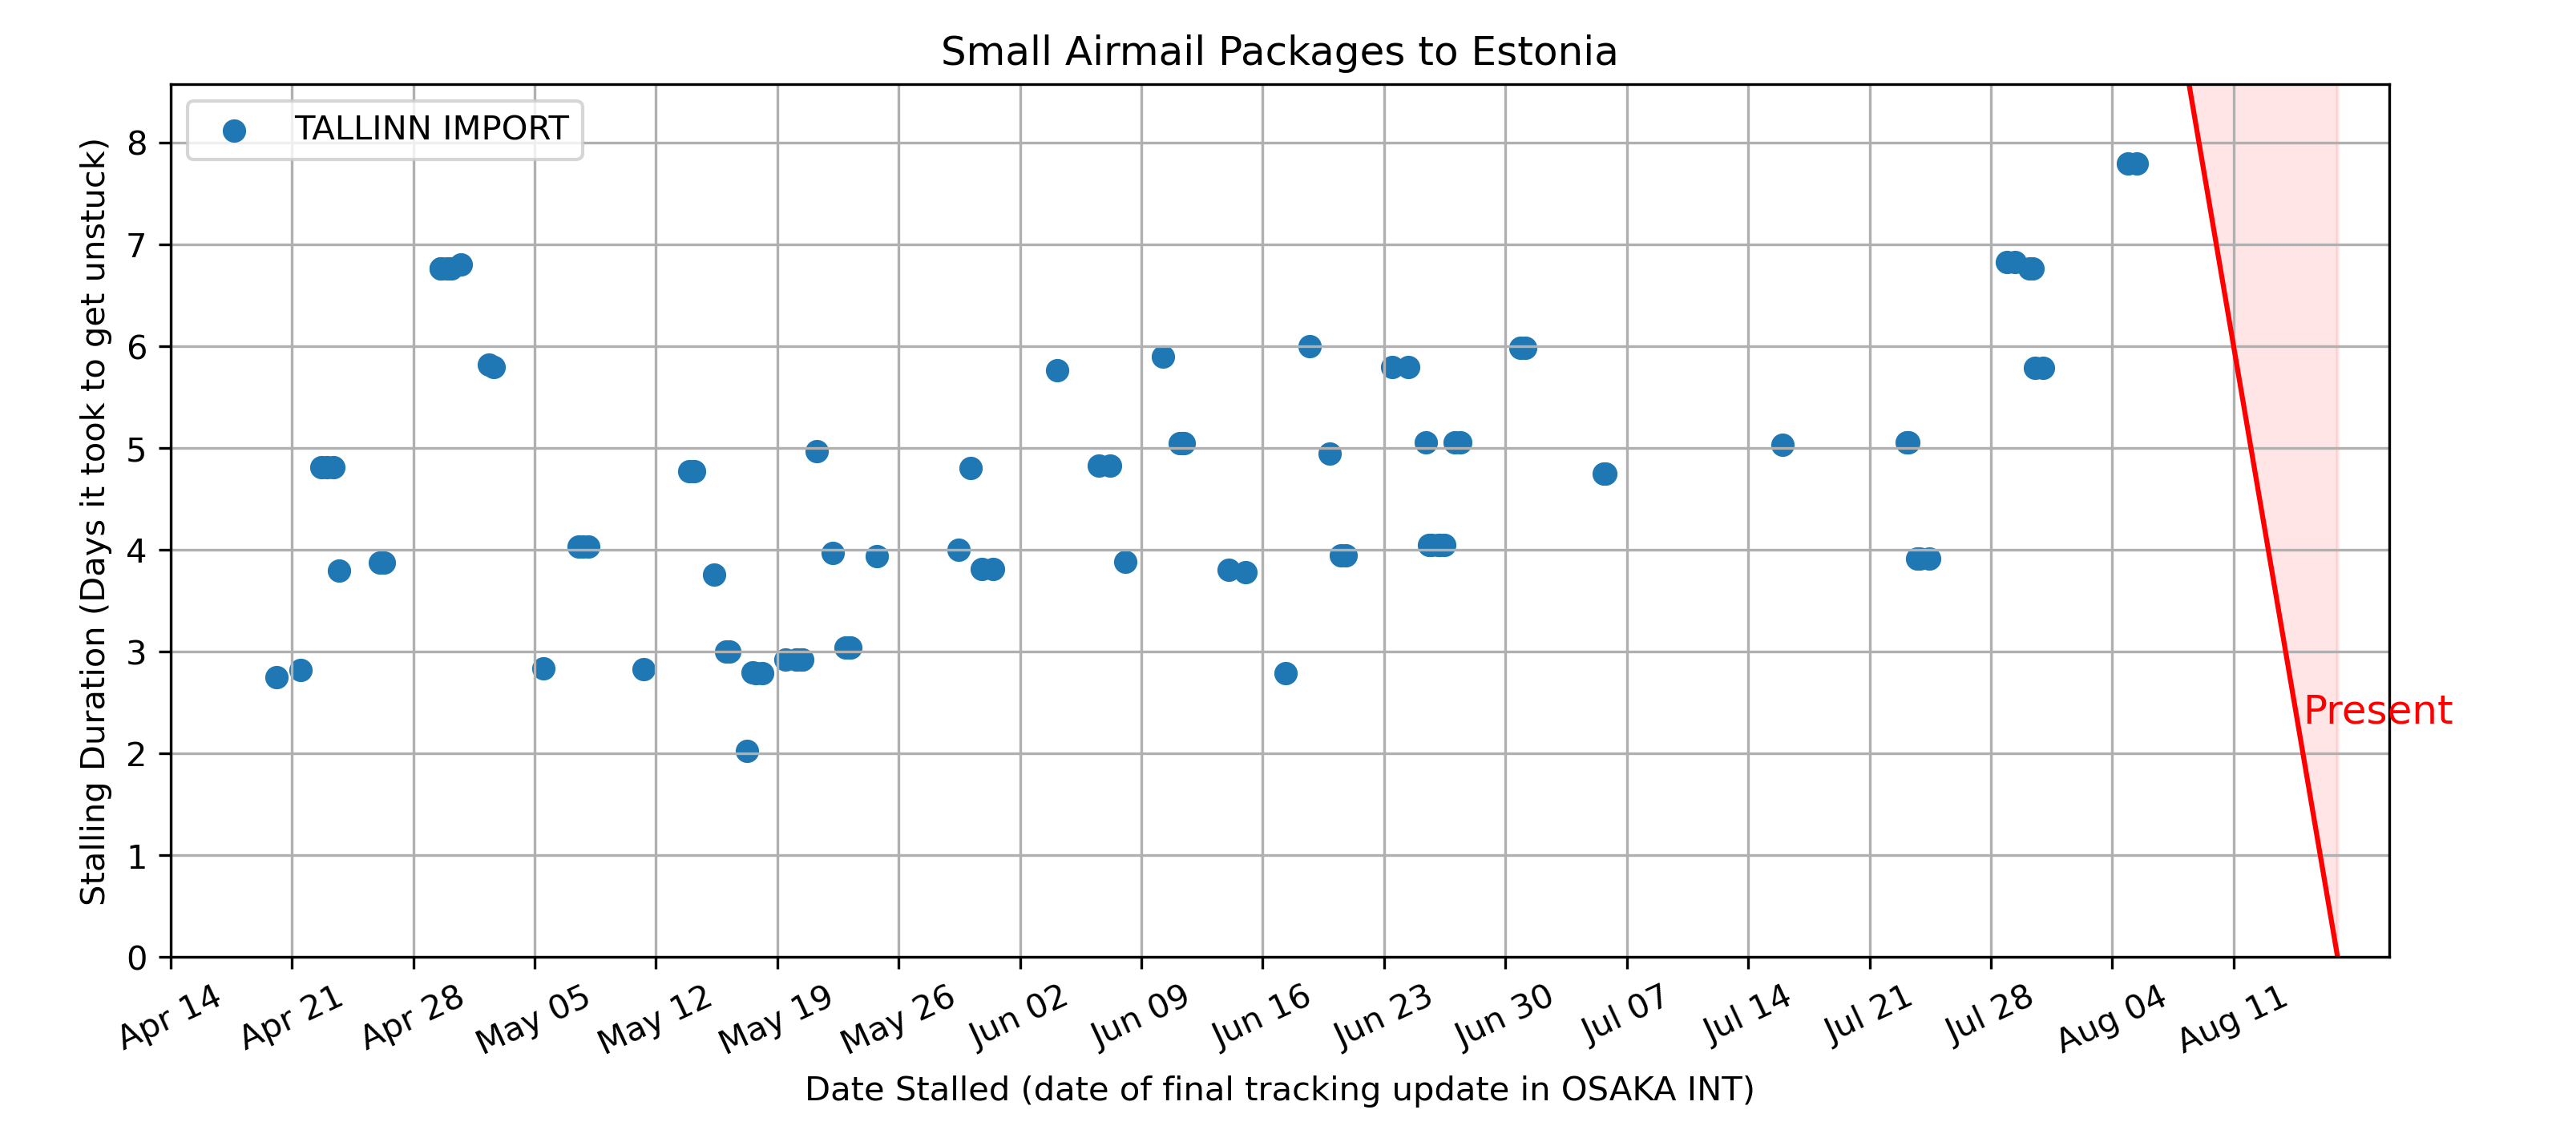 Small Airmail Packages to Estonia
TALLINN IMPORT
Stalling Duration (Days it took to get unstuck)
8
7
6
5
4
3
2
1
0
Present
Apr 14
Apr 21
Apr 28
May 05
May 12
May 19
May 26
Jun 02
Jun 09
Jun 16
Jun 23
Jun 30
Jul 07
Jul 14
Jul 21
Jul 28
Aug 04
Aug 11
Date Stalled (date of final tracking update in OSAKA INT)